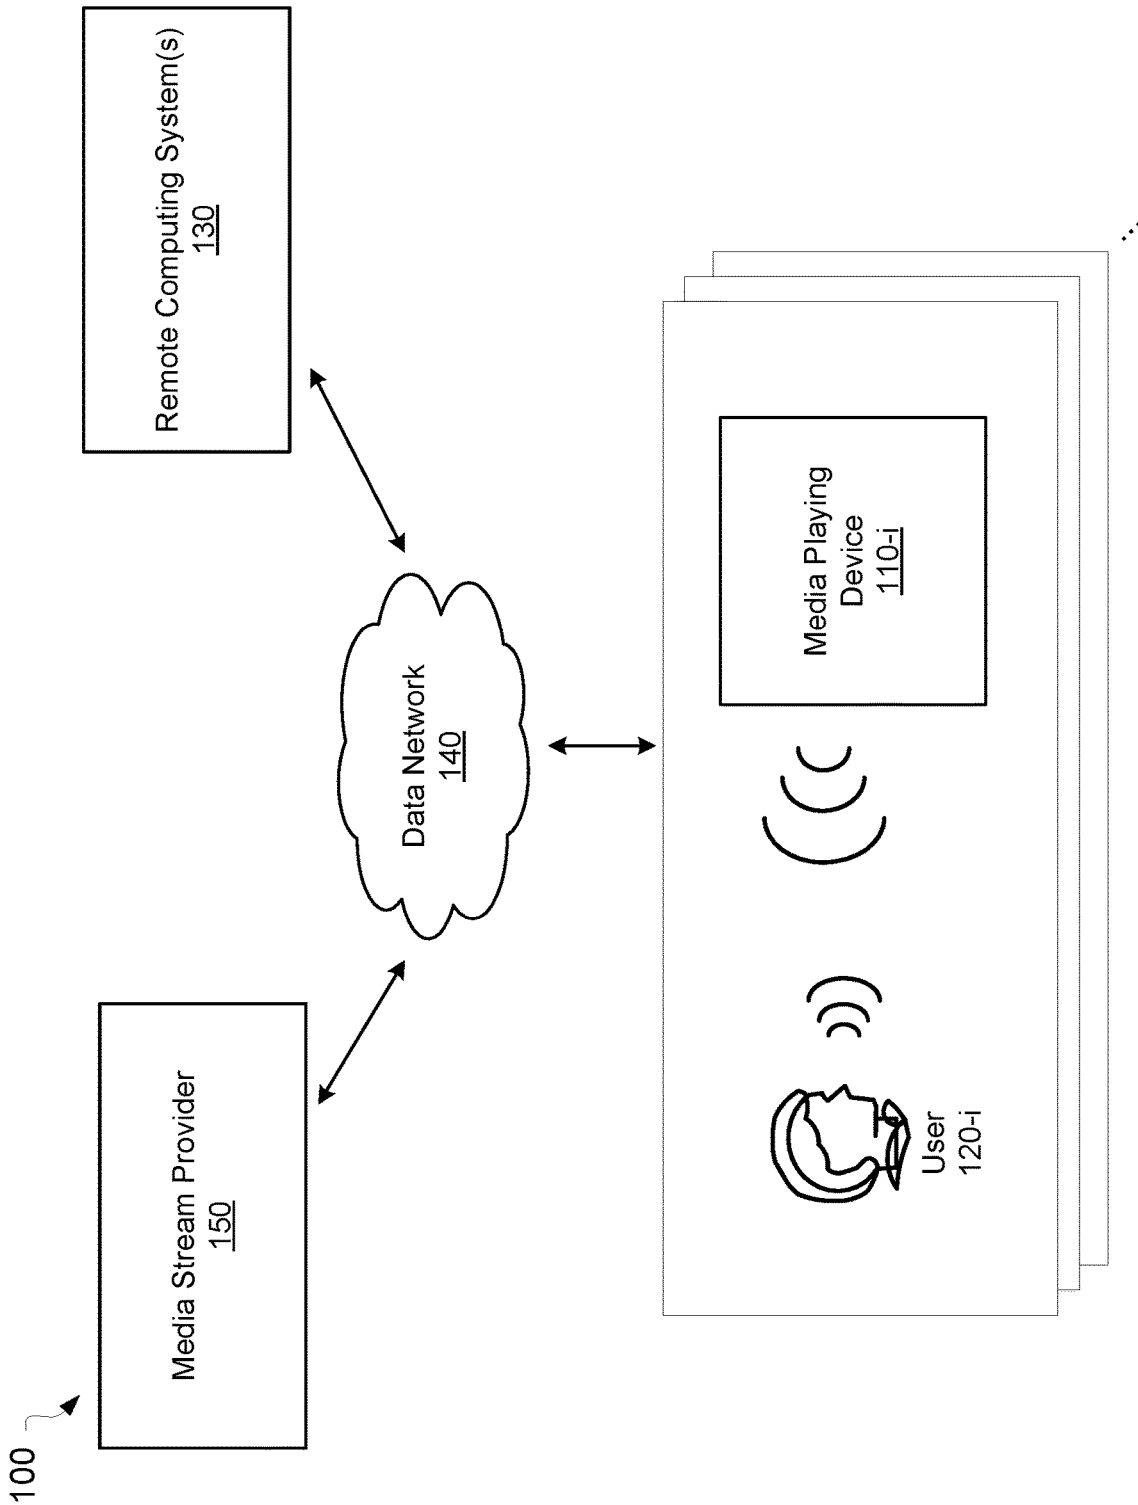 100
Media Stream Provider
150
Remote Computing System(s)
130
Data Network
140
User
120-i
Media Playing
Device
110-i